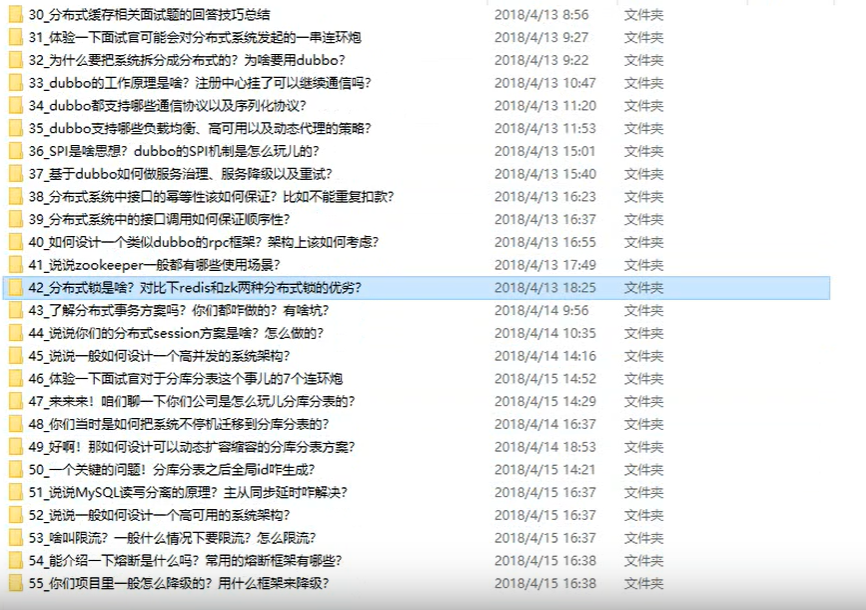 30_分布式缓存相关面试题的回答技巧总结 2018/4/13 8:56 文件夹
31_体验一下面试官可能会对分布式系统发起的一串连环炮 2018/4/13 9:27 文件夹
32_为什么要把系统拆分成分布式的？为啥要用dubbo？ 2018/4/13 9:22 文件夹
33_dubbo的工作原理是啥？注册中心挂了可以继续通信吗？ 2018/4/13 10:47 文件夹
34_dubbo都支持哪些通信协议以及序列化协议？ 2018/4/13 11:20 文件夹
35_dubbo支持哪些负载均衡、高可用以及动态代理的策略？ 2018/4/13 11:53 文件夹
36_SPI是啥思想？dubbo的SPI机制是怎么玩儿的？ 2018/4/13 15:01 文件夹
37_基于dubbo如何做服务治理、服务降级以及重试？ 2018/4/13 15:40 文件夹
38_分布式系统中接口的幂等性该如何保证？比如不能重复扣款？ 2018/4/13 16:23 文件夹
39_分布式系统中的接口调用如何保证顺序性？ 2018/4/13 16:37 文件夹
40_如何设计一个类似dubbo的rpc框架？架构上该如何考虑？ 2018/4/13 16:55 文件夹
41_说说zookeeper一般都有哪些使用场景？ 2018/4/13 17:49 文件夹
42_分布式锁是啥？对比下redis和zk两种分布式锁的优劣？ 2018/4/13 18:25 文件夹
43_了解分布式事务方案吗？你们都咋做的？有啥坑？ 2018/4/14 9:56 文件夹
44_说说你们的分布式session方案是啥？怎么做的？ 2018/4/14 10:35 文件夹
45_说说一般如何设计一个高并发的系统架构？ 2018/4/14 14:16 文件夹
46_体验一下面试官对于分库分表这个事儿的7个连环炮 2018/4/15 14:52 文件夹
47_来来来！咱们聊一下你们公司是怎么玩儿分库分表的？ 2018/4/15 14:29 文件夹
48_你们当时是如何把系统不停机迁移到分库分表的？ 2018/4/14 16:37 文件夹
49_好啊！那如何设计可以动态扩容缩容的分库分表方案？ 2018/4/14 18:53 文件夹
50_一个关键的问题！分库分表之后全局id咋生成？ 2018/4/15 14:21 文件夹
51_说说MySQL读写分离的原理？主从同步延时咋解决？ 2018/4/15 16:37 文件夹
52_说说一般如何设计一个高可用的系统架构？ 2018/4/15 16:37 文件夹
53_啥叫限流？一般什么情况下要限流？怎么限流？ 2018/4/15 16:37 文件夹
54_能介绍一下熔断是什么吗？常用的熔断框架有哪些？ 2018/4/15 16:38 文件夹
55_你们项目里一般怎么降级的？用什么框架来降级？ 2018/4/15 16:38 文件夹